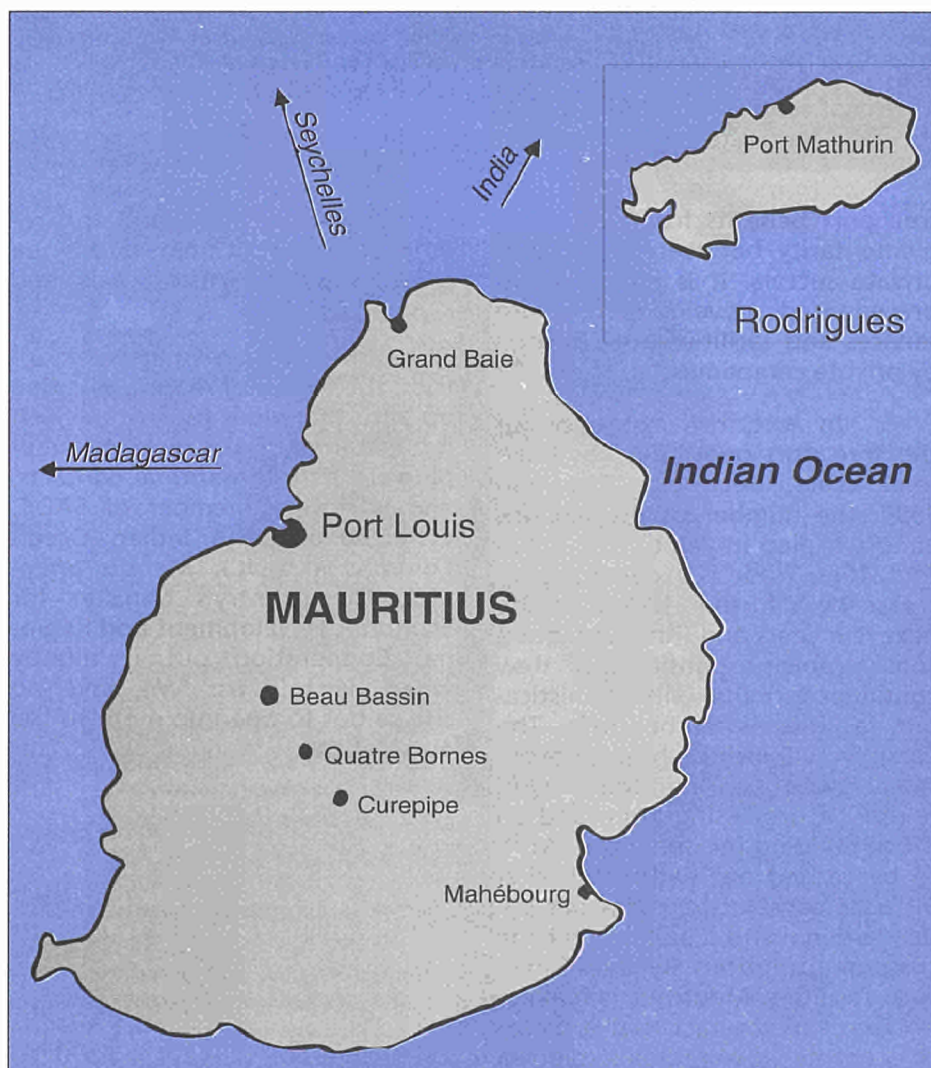 Seychelles
India
Port Mathurin
Rodrigues
Grand Baie
Madagascar
Indian Ocean
Port Louis
MAURITIUS
Beau Bassin
Quatre Bornes
Curepipe
Mahébourg